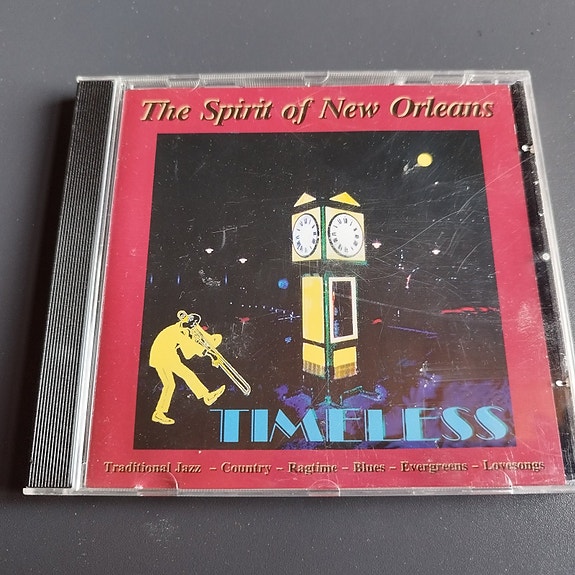 The Spirit of New Orleans
TIMELESS
Traditional Jazz – Country – Ragtime – Blues – Evergreens – Lovesongs